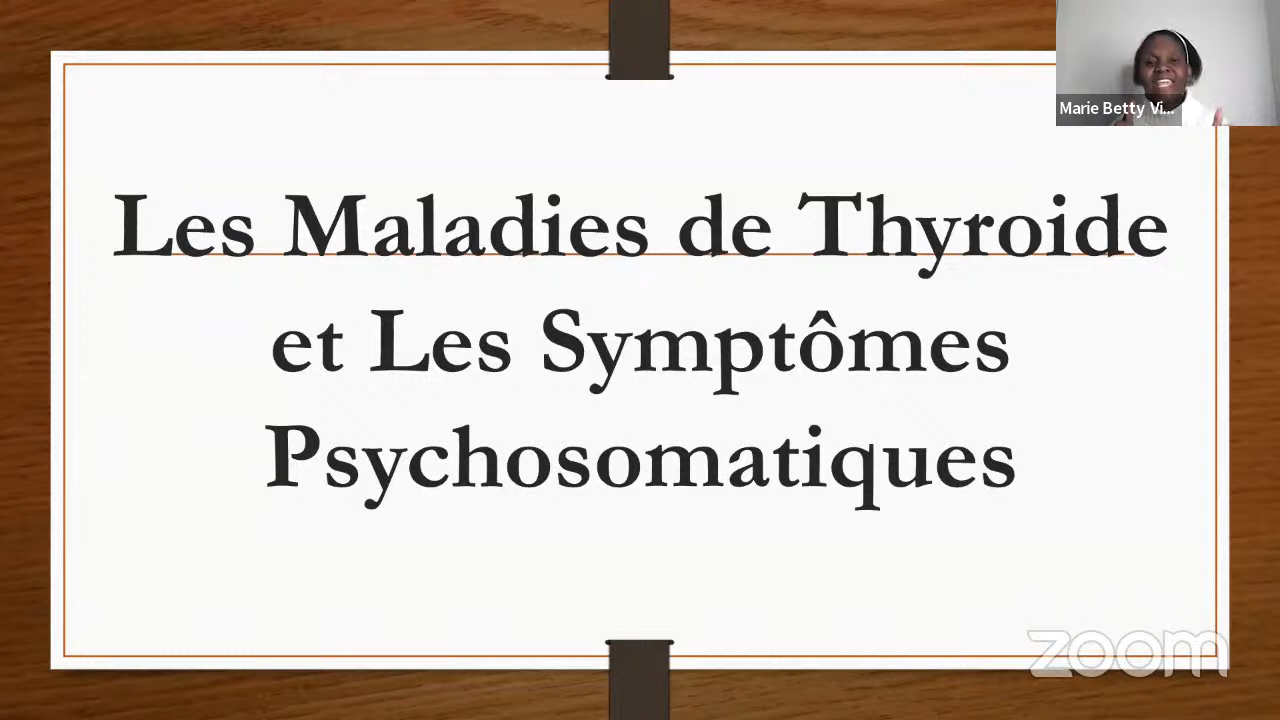 Marie Betty Vi...
Les Maladies de Thyroide
et Les Symptômes
Psychosomatiques
zoom